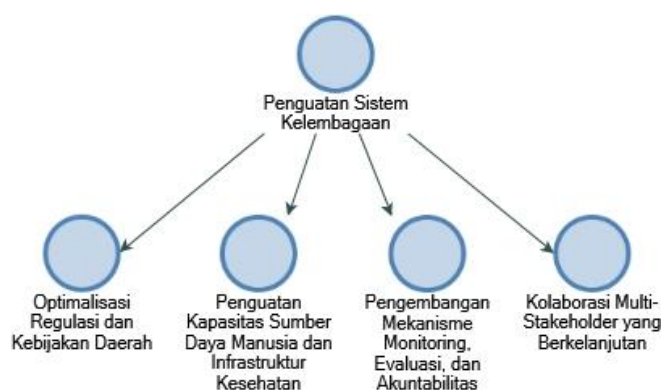 Penguatan Sistem
Kelembagaan
Optimalisasi
Regulasi dan
Kebijakan Daerah
Penguatan
Kapasitas Sumber
Daya Manusia dan
Infrastruktur
Kesehatan
Pengembangan
Mekanisme
Monitoring,
Evaluasi, dan
Akuntabilitas
Kolaborasi Multi-
Stakeholder yang
Berkelanjutan